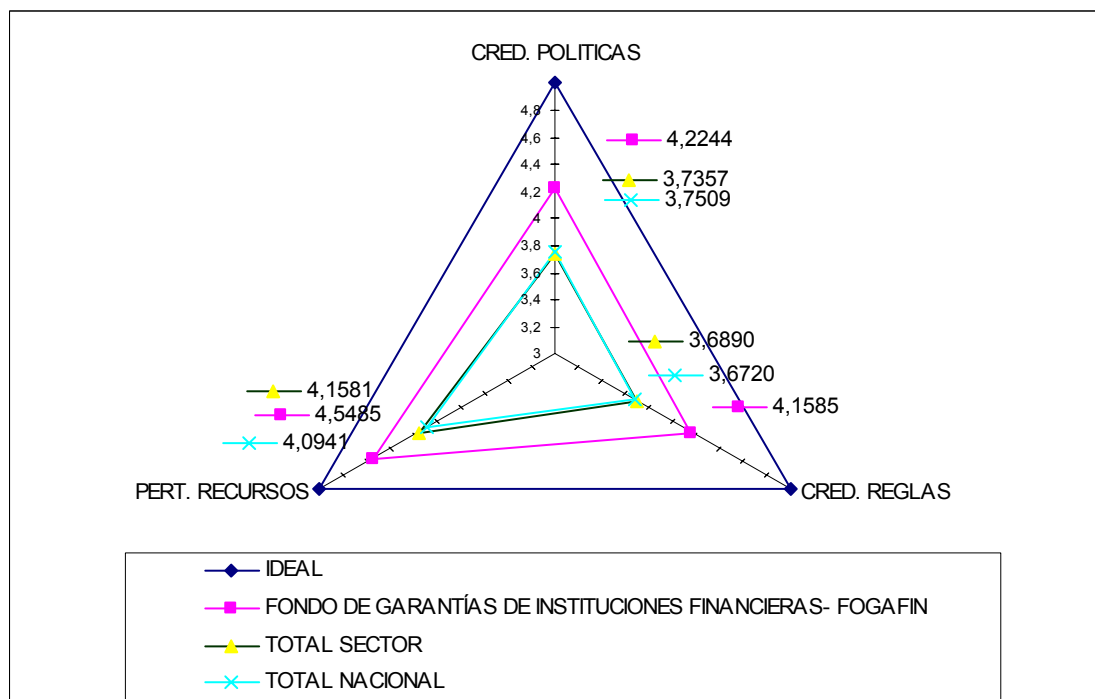 CRED. POLITICAS
4,8
4,6
4,4
4,2
4
3,8
3,6
3,4
3,2
3
4,2244
3,7357
3,7509
3,6890
3,6720
4,1585
4,1581
4,5485
4,0941
PERT. RECURSOS
CRED. REGLAS
IDEAL
FONDO DE GARANTÍAS DE INSTITUCIONES FINANCIERAS- FOGAFIN
TOTAL SECTOR
TOTAL NACIONAL